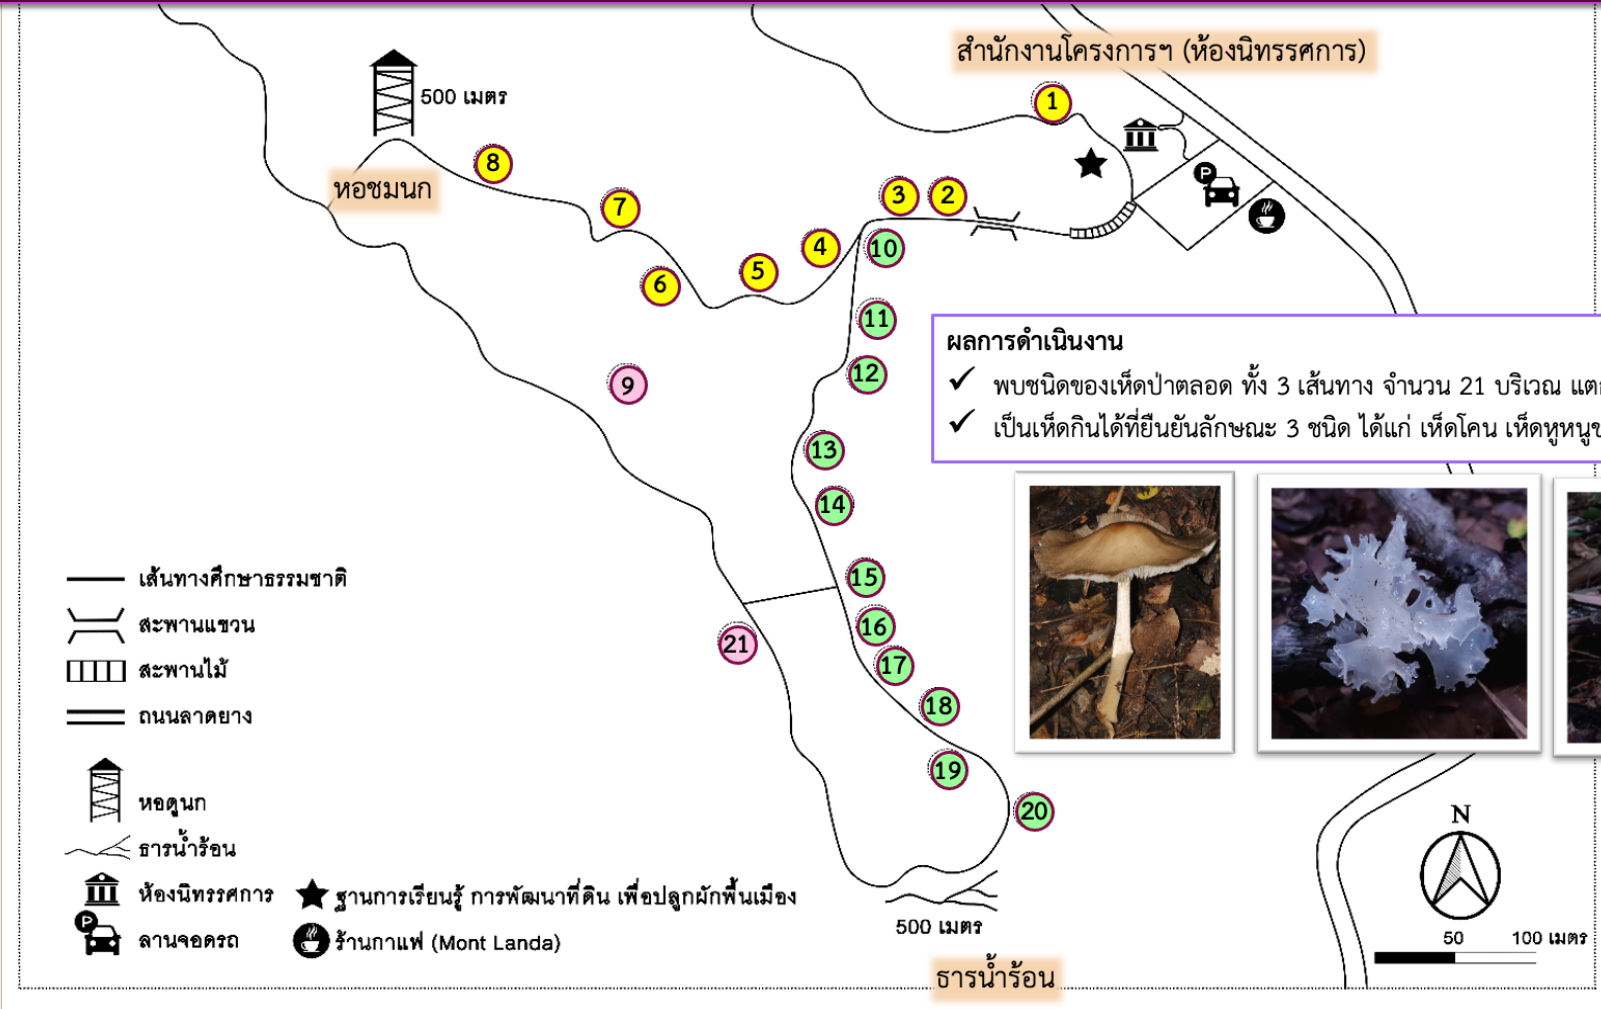 สำนักงานโครงการฯ (ห้องนิทรรศการ)
500 เมตร
หอชมนก
1
2
3
4
5
6
7
8
9
10
11
12
13
14
15
16
17
18
19
20
21
ผลการดำเนินงาน
✓ พบชนิดของเห็ดป่าตลอด ทั้ง 3 เส้นทาง จำนวน 21 บริเวณ
✓ เป็นเห็ดกินได้ที่ยืนยันลักษณะ 3 ชนิด ได้แก่ เห็ดโคน
เส้นทางศึกษาธรรมชาติ
สะพานแขวน
สะพานไม้
ถนนลาดยาง
หอดูนก
ธารน้ำร้อน
ห้องนิทรรศการ
ฐานการเรียนรู้ การพัฒนาที่ดิน เพื่อปลูกผักพื้นเมือง
P
ลานจอดรถ
ร้านกาแฟ (Mont Landa)
500 เมตร
ธารน้ำร้อน
P
N
50 100 เมตร